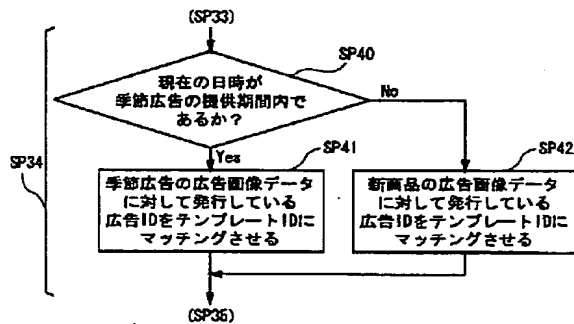 (SP33)
SP40
現在の日時が
季節広告の提供期間内で
あるか？
No
SP34
Yes
SP41
SP42
季節広告の広告画像データ
に対して発行している
広告IDをテンプレートIDに
マッチングさせる
新商品の広告画像データ
に対して発行している
広告IDをテンプレートIDに
マッチングさせる
(SP35)